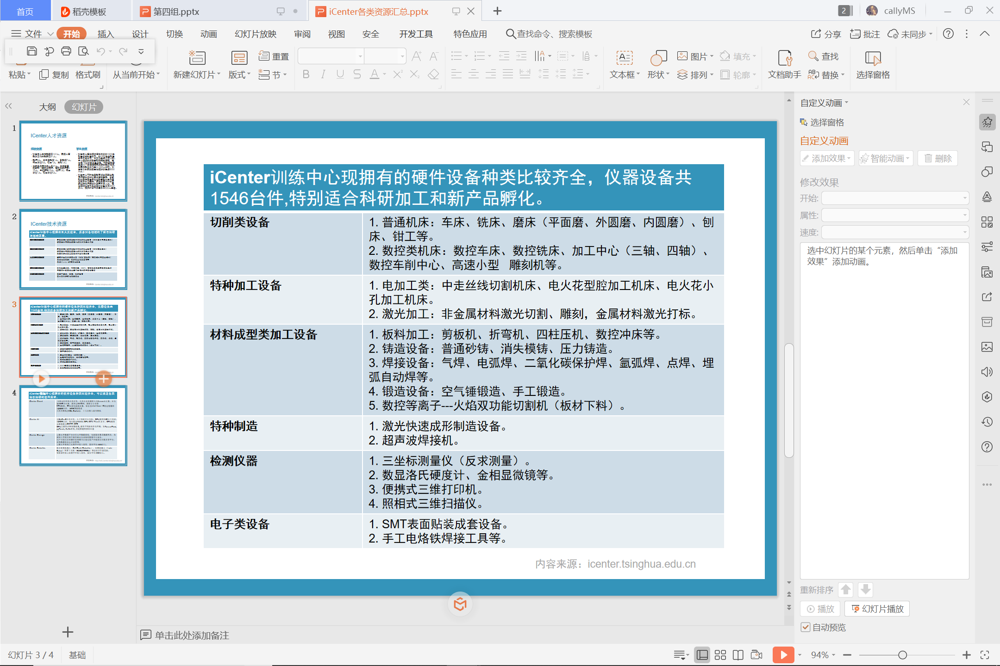 首页
稻壳模板
第四组.pptx
iCenter各类资源汇总.pptx
2
callyMS
文件
开始
插入
设计
切换
动画
幻灯片放映
审阅
视图
安全
开发工具
特色应用
查找命令、搜索模板
分享
批注
未同步
粘贴
复制
格式刷
从当前开始
新建幻灯片
版式
重置
节
文本框
形状
图片
排列
填充
轮廓
文档助手
查找
替换
选择窗格
大纲
幻灯片
1
ICenter人才资源
2
ICenter技术资源
3
4
iCenter训练中心现拥有的硬件设备种类比较齐全，仪器设备共
1546台件,特别适合科研加工和新产品孵化。
切削类设备
1. 普通机床：车床、铣床、磨床（平面磨、外圆磨、内圆磨）、刨
床、钳工等。
2. 数控类机床：数控车床、数控铣床、加工中心（三轴、四轴）、
数控车削中心、高速小型 雕刻机等。
特种加工设备
1. 电加工类：中走丝线切割机床、电火花型腔加工机床、电火花小
孔加工机床。
2. 激光加工：非金属材料激光切割、雕刻，金属材料激光打标。
材料成型类加工设备
1. 板料加工：剪板机、折弯机、四柱压机、数控冲床等。
2. 铸造设备：普通砂铸、消失模铸、压力铸造。
3. 焊接设备：气焊、电弧焊、二氧化碳保护焊、氩弧焊、点焊、埋
弧自动焊等。
4. 锻造设备：空气锤锻造、手工锻造。
5. 数控等离子---火焰双功能切割机（板材下料）。
特种制造
1. 激光快速成形制造设备。
2. 超声波焊接机。
检测仪器
1. 三坐标测量仪（反求测量）。
2. 数显洛氏硬度计、金相显微镜等。
3. 便携式三维打印机。
4. 照相式三维扫描仪。
电子类设备
1. SMT表面贴装成套设备。
2. 手工电烙铁焊接工具等。
内容来源：icenter.tsinghua.edu.cn
单击此处添加备注
自定义动画
选择窗格
自定义动画
添加效果
智能动画
删除
修改效果
开始:
属性:
速度:
选中幻灯片的某个元素，然后单击“添加
效果”添加动画。
重新排序
播放
幻灯片播放
自动预览
幻灯片 3 / 4
基础
94%